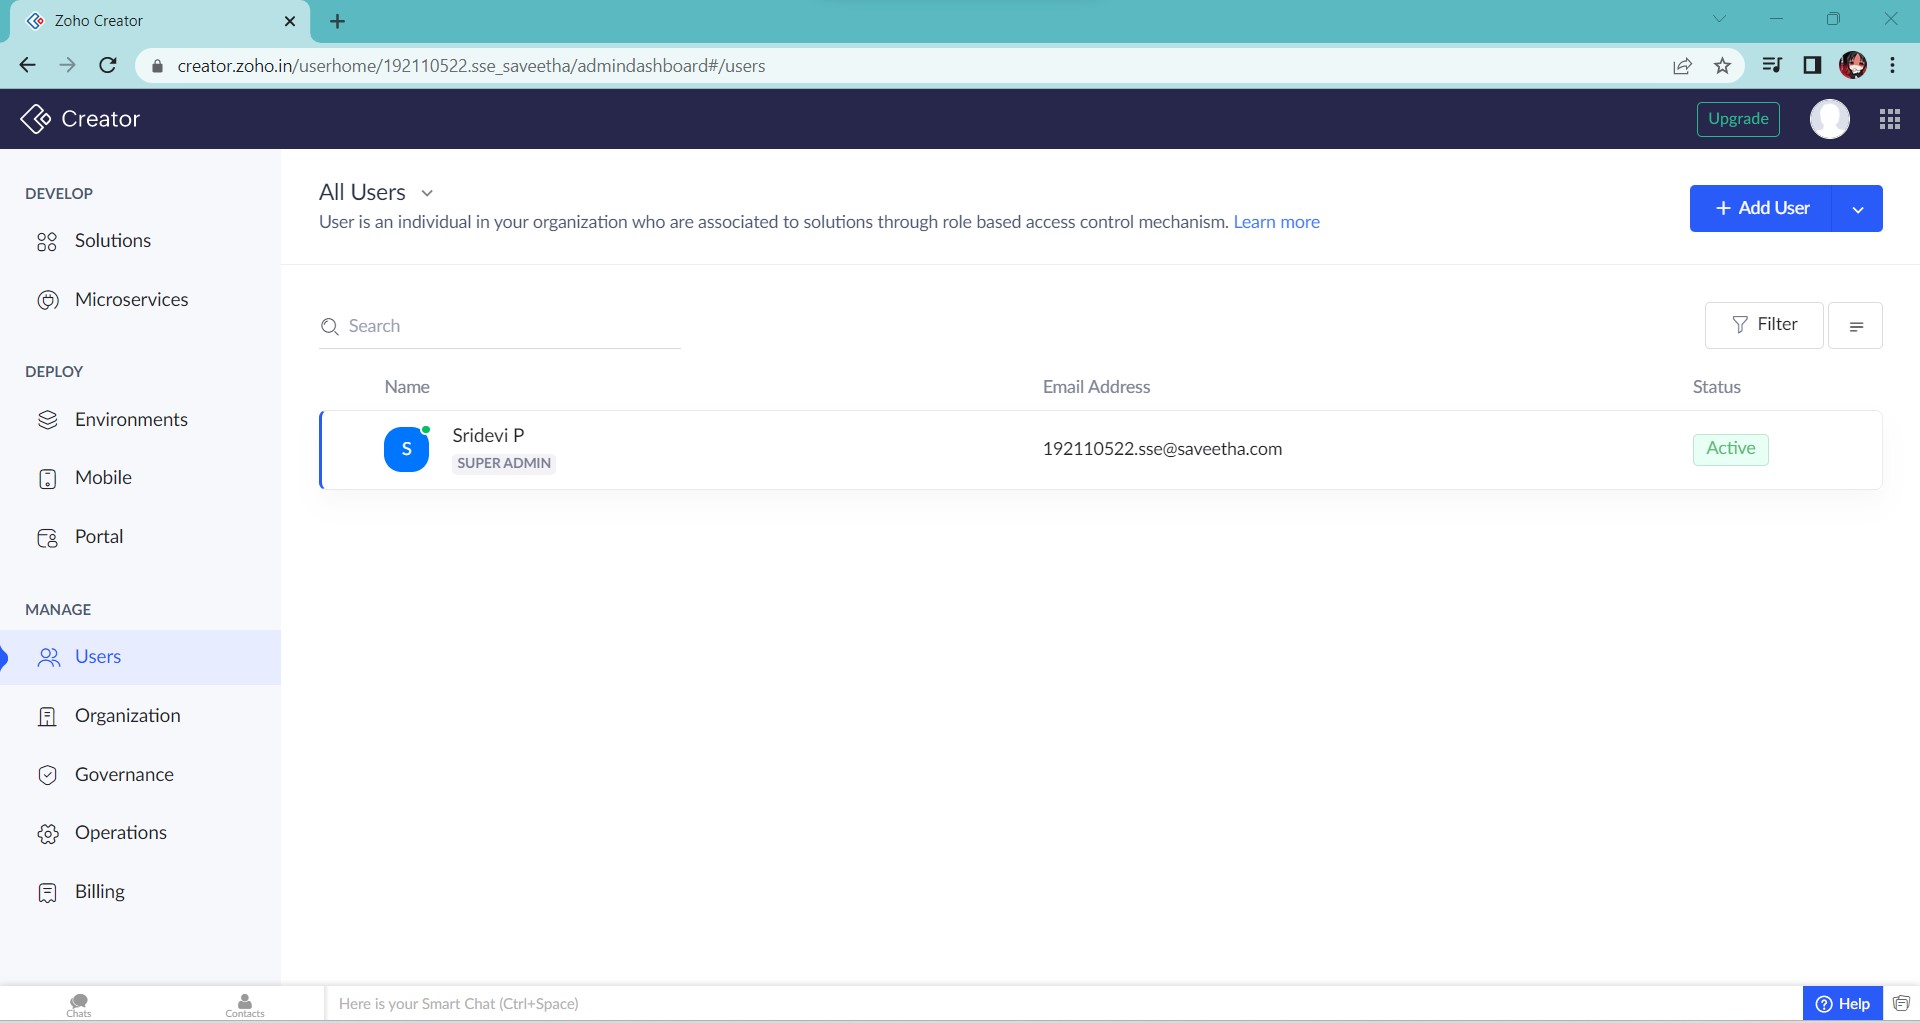 Zoho Creator
creator.zoho.in/userhome/192110522.sse_saveetha/admindashboard#/users
Creator
Upgrade
DEVELOP
Solutions
Microservices
DEPLOY
Environments
Mobile
Portal
MANAGE
Users
Organization
Governance
Operations
Billing
All Users
User is an individual in your organization who are associated to solutions through role based access control mechanism. Learn more
+ Add User
Search
Filter
Name Email Address Status
S
Sridevi P
SUPER ADMIN
192110522.sse@saveetha.com
Active
Chats
Contacts
Here is your Smart Chat (Ctrl+Space)
? Help